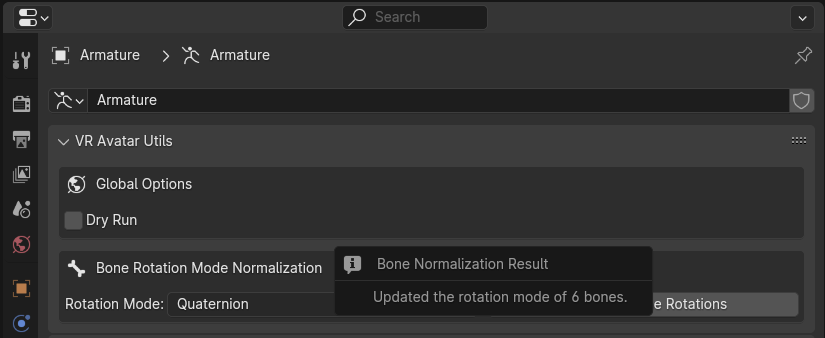 Search
Armature > Armature
Armature
VR Avatar Utils
Global Options
Dry Run
Bone Rotation Mode Normalization
Bone Normalization Result
Updated the rotation mode of 6 bones.
Rotation Mode: Quaternion
e Rotations